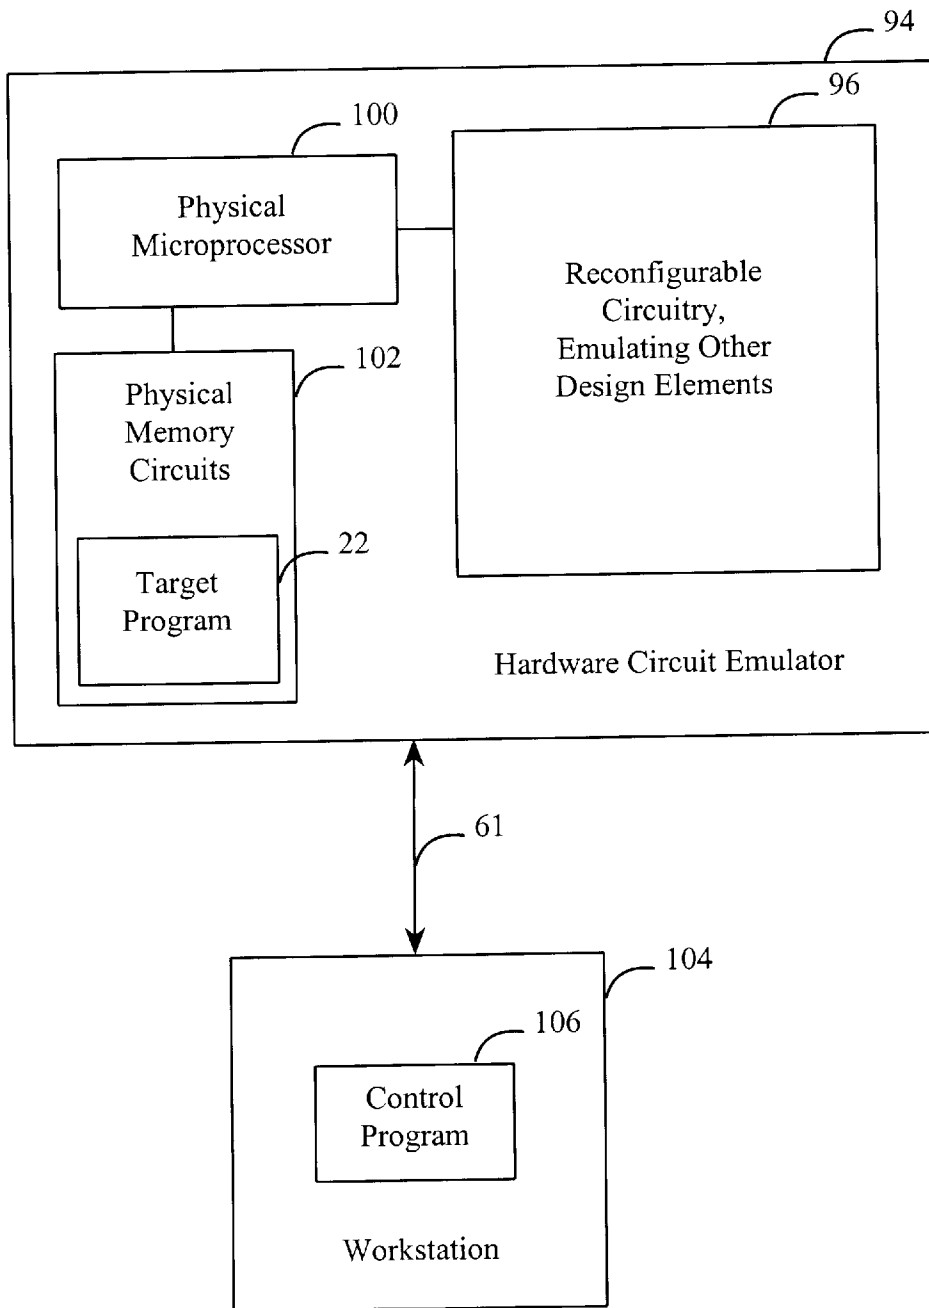 94
96
100
Physical
Microprocessor
Reconfigurable
Circuitry,
Emulating Other
Design Elements
102
Physical
Memory
Circuits
22
Target
Program
Hardware Circuit Emulator
61
104
106
Control
Program
Workstation